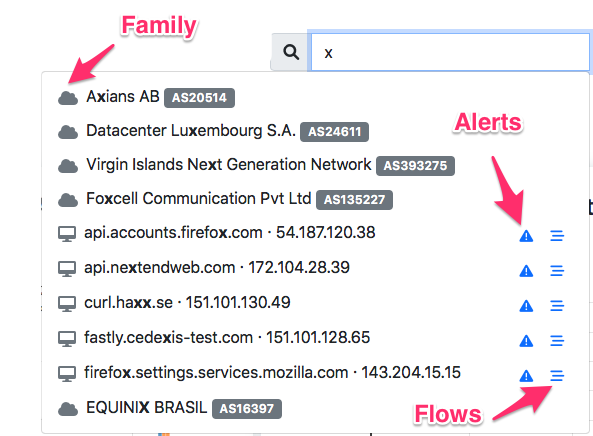 Family
x
Axians AB AS20514
Datacenter Luxembourg S.A. AS24611
Alerts
Virgin Islands Next Generation Network AS393275
Foxcell Communication Pvt Ltd AS135227
api.accounts.firefox.com · 54.187.120.38
api.nextendweb.com · 172.104.28.39
curl.haxx.se · 151.101.130.49
fastly.cedexis-test.com · 151.101.128.65
firefox.settings.services.mozilla.com · 143.204.15.15
EQUINIX BRASIL AS16397
Flows